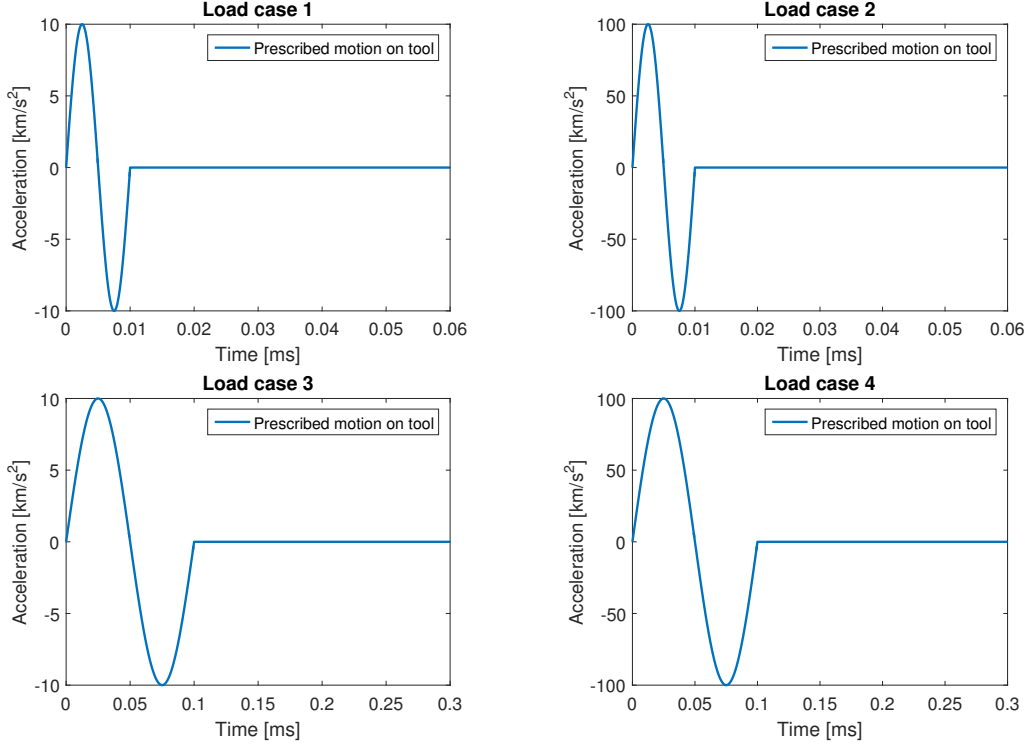 Load case 1
Prescribed motion on tool
Acceleration [km/s²]
10
5
0
-5
-10
0 0.01 0.02 0.03 0.04 0.05 0.06
Time [ms]
Load case 2
Prescribed motion on tool
Acceleration [km/s²]
100
50
0
-50
-100
0 0.01 0.02 0.03 0.04 0.05 0.06
Time [ms]
Load case 3
Prescribed motion on tool
Acceleration [km/s²]
10
5
0
-5
-10
0 0.05 0.1 0.15 0.2 0.25 0.3
Time [ms]
Load case 4
Prescribed motion on tool
Acceleration [km/s²]
100
50
0
-50
-100
0 0.05 0.1 0.15 0.2 0.25 0.3
Time [ms]